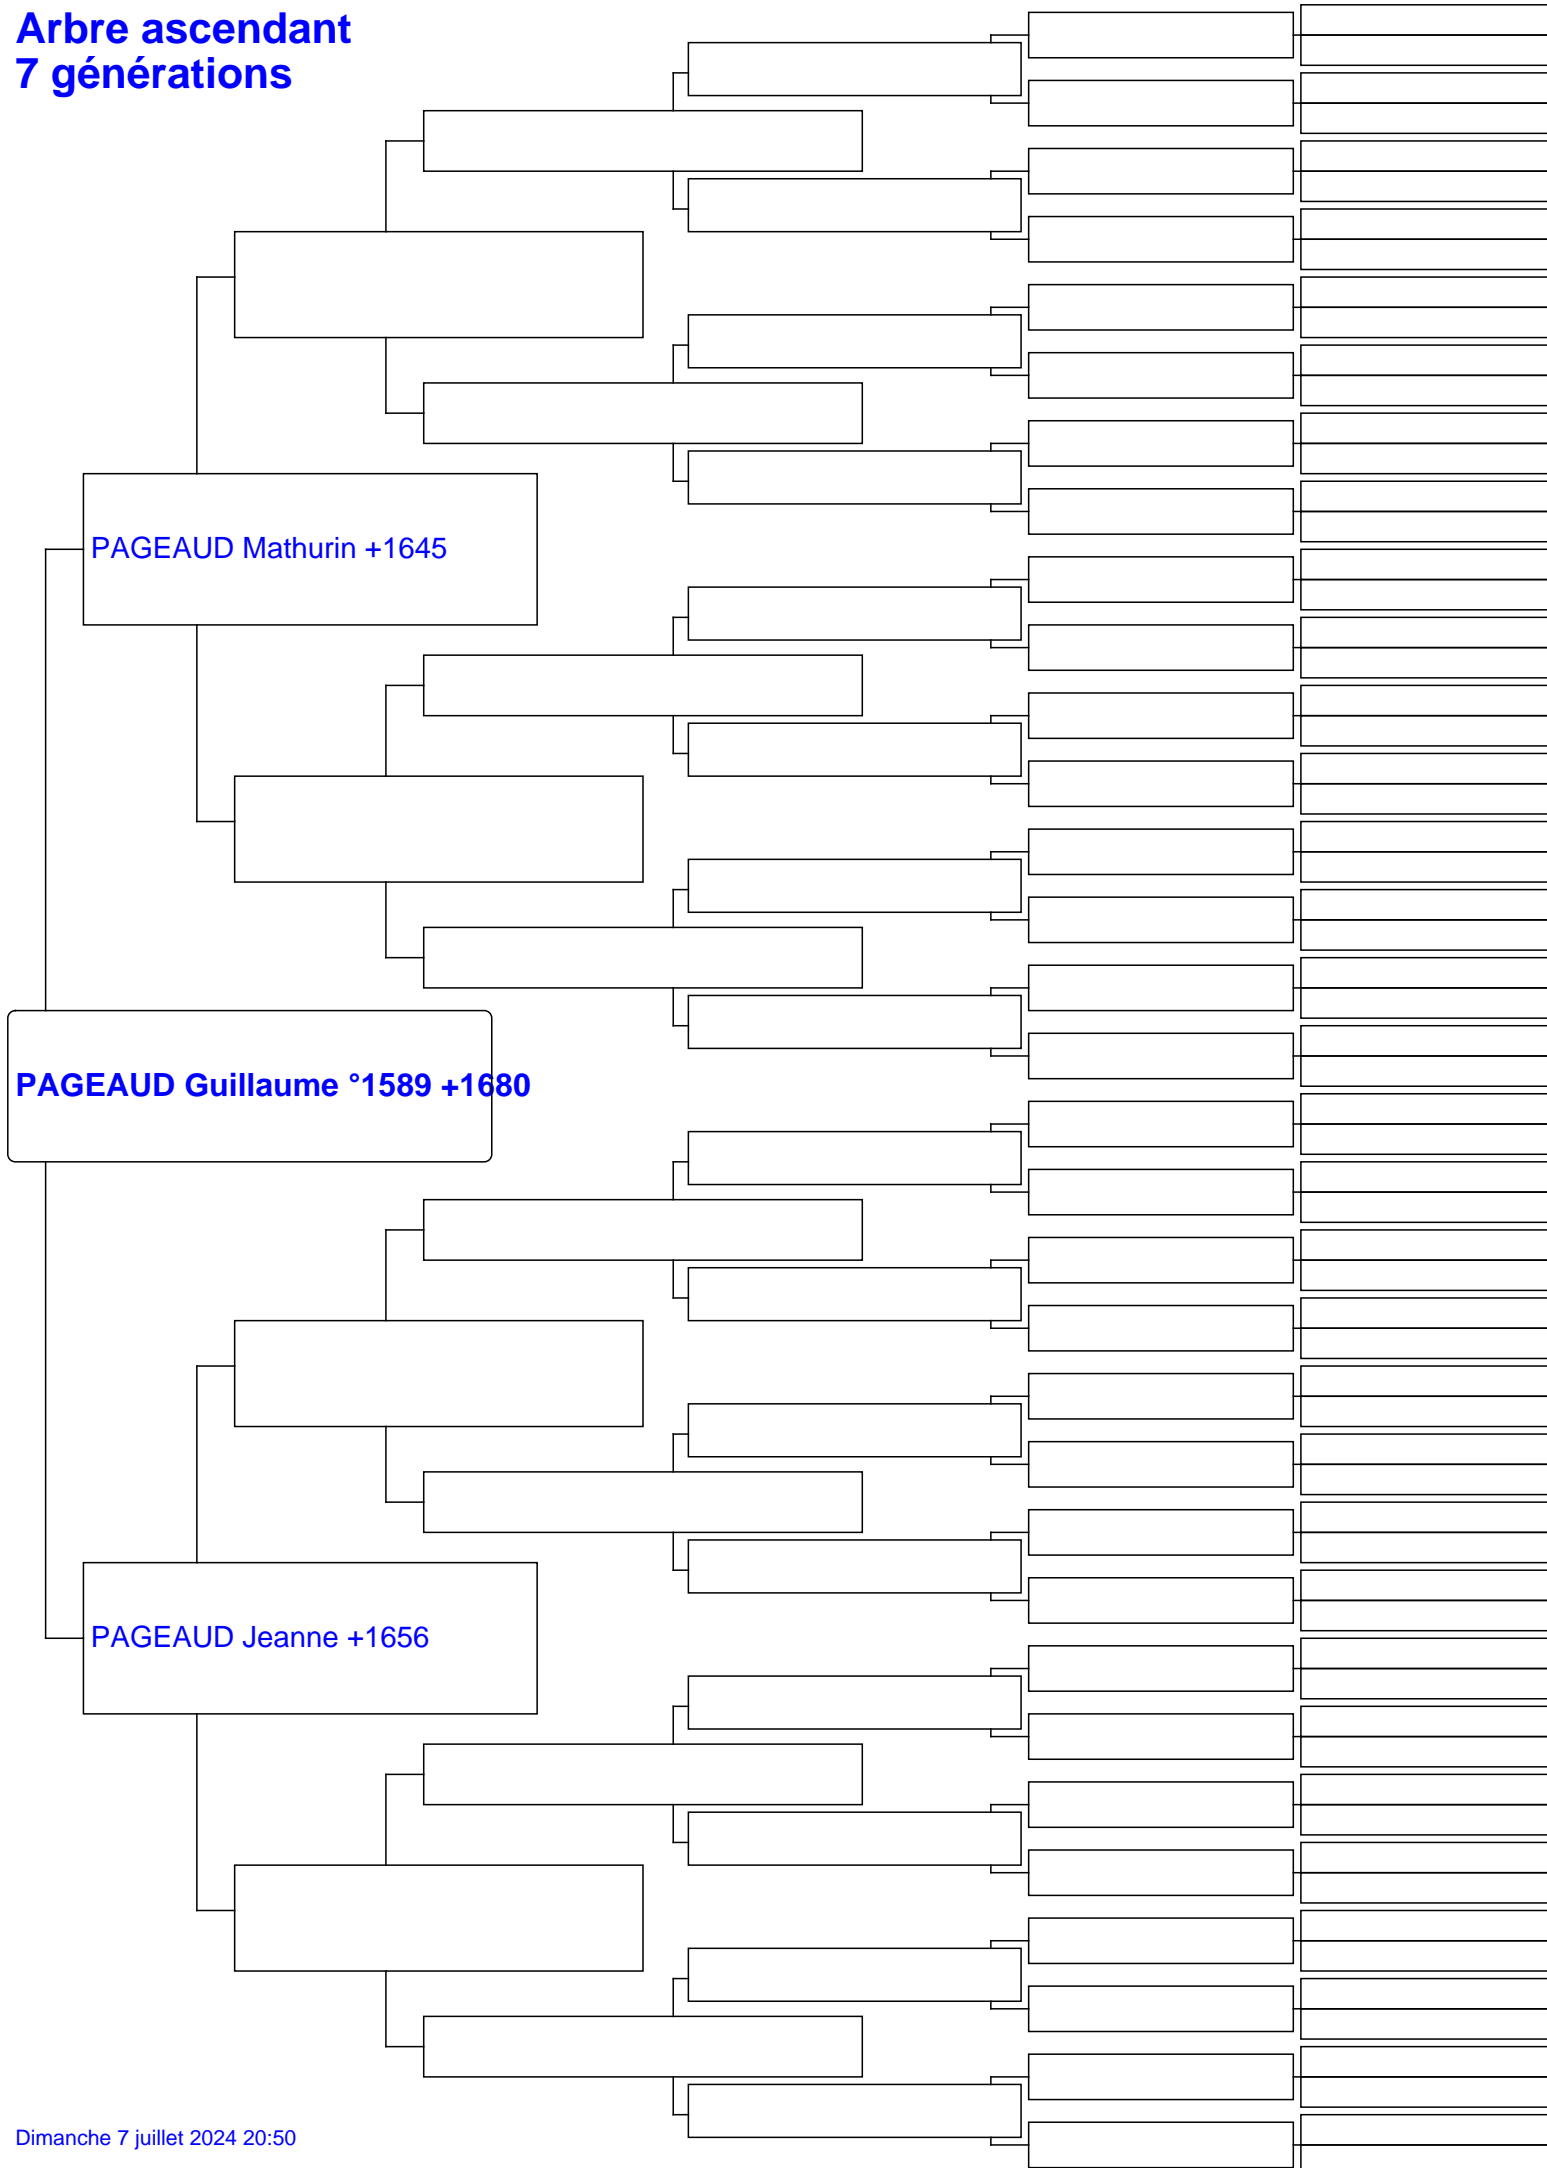 Arbre ascendant
7 générations
PAGEAUD Mathurin +1645
PAGEAUD Guillaume °1589 +1680
PAGEAUD Jeanne +1656
Dimanche 7 juillet 2024 20:50